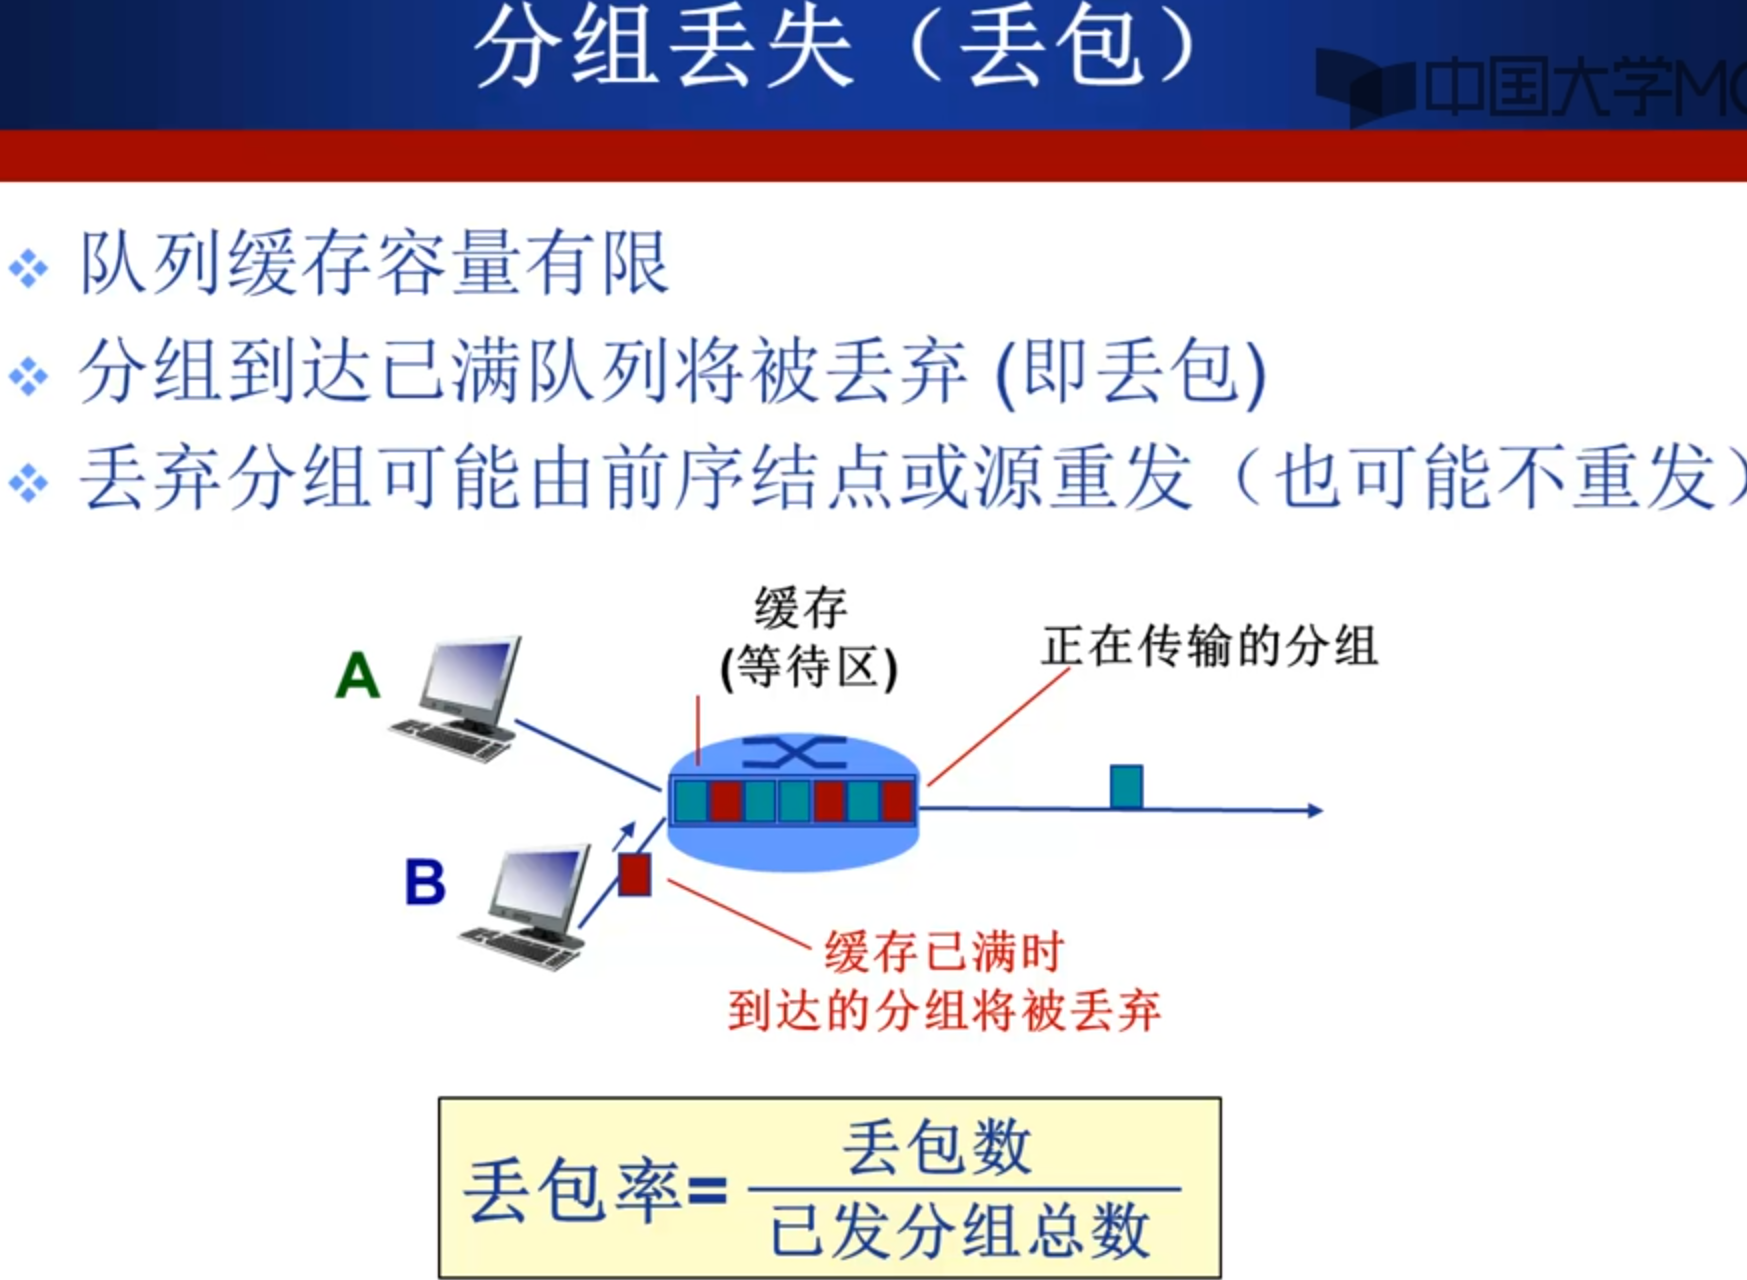 分组丢失（丢包）
中国大学MO
队列缓存容量有限
分组到达已满队列将被丢弃 (即丢包)
丢弃分组可能由前序结点或源重发（也可能不重发）
缓存
(等待区)
正在传输的分组
A
B
缓存已满时
到达的分组将被丢弃
丢包率=
丢包数
已发分组总数